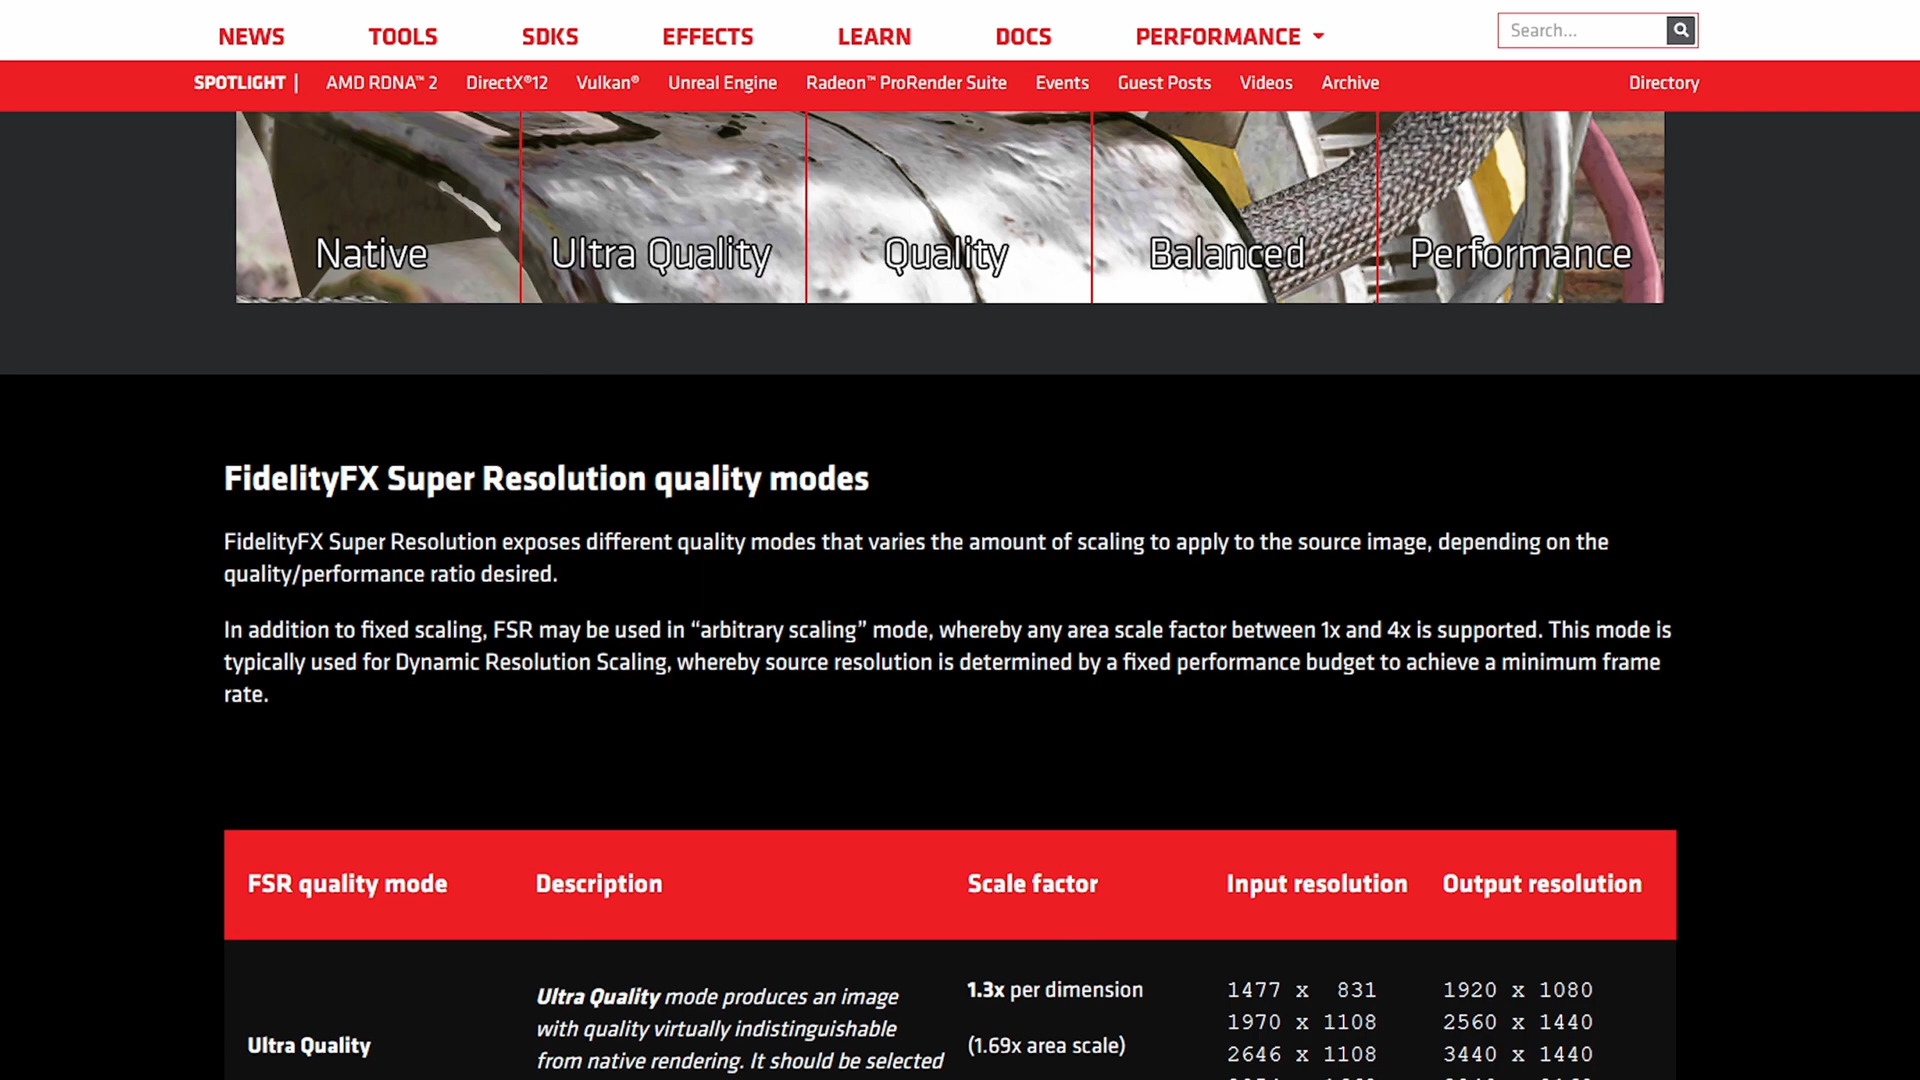 NEWS TOOLS SDKS EFFECTS LEARN DOCS PERFORMANCE Search...
SPOTLIGHT | AMD RDNA™ 2 DirectX®12 Vulkan® Unreal Engine Radeon™ ProRender Suite Events Guest Posts Videos Archive Directory
Native Ultra Quality Quality Balanced Performance
FidelityFX Super Resolution quality modes
FidelityFX Super Resolution exposes different quality modes that varies the amount of scaling to apply to the source image, depending on the
quality/performance ratio desired.
In addition to fixed scaling, FSR may be used in “arbitrary scaling” mode, whereby any area scale factor between 1x and 4x is supported. This mode is
typically used for Dynamic Resolution Scaling, whereby source resolution is determined by a fixed performance budget to achieve a minimum frame
rate.
FSR quality mode Description Scale factor Input resolution Output resolution
Ultra Quality
Ultra Quality mode produces an image
with quality virtually indistinguishable
from native rendering. It should be selected
1.3x per dimension
(1.69x area scale)
1477 x 831
1970 x 1108
2646 x 1108
1920 x 1080
2560 x 1440
3440 x 1440